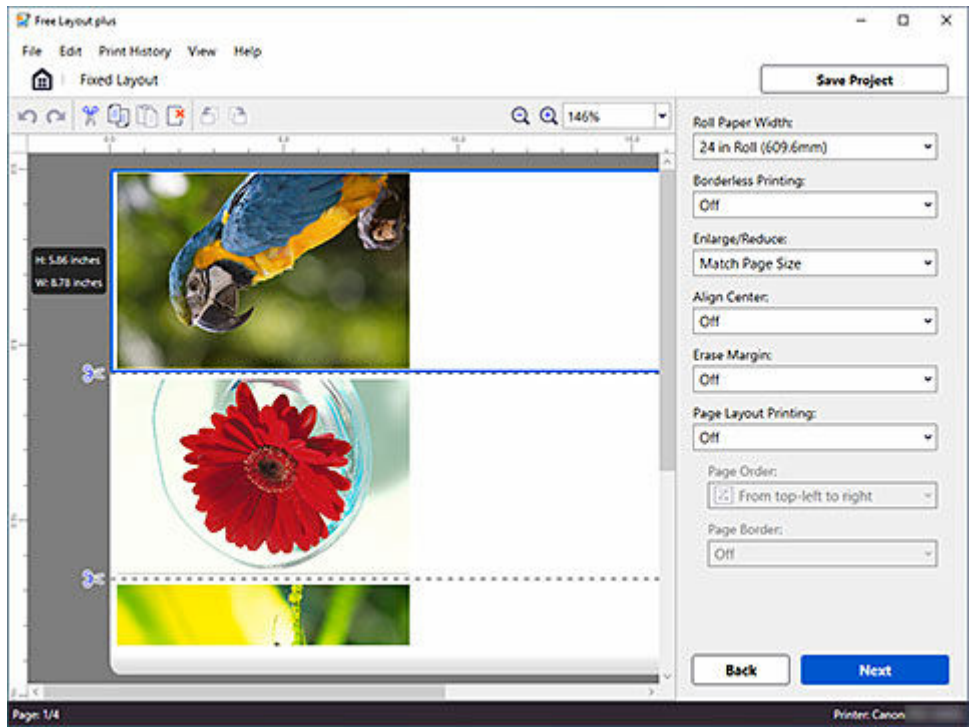 Free Layout plus
File Edit Print History View Help
Fixed Layout
Save Project
146%
Roll Paper Width:
24 in Roll (609.6mm)
Borderless Printing:
Off
Enlarge/Reduce:
Match Page Size
Align Center:
Off
Erase Margin:
Off
Page Layout Printing:
Off
Page Order:
From top-left to right
Page Border:
Off
H: 5.86 inches
W: 8.78 inches
Back
Next
Page: 1/4
Printer: Canon